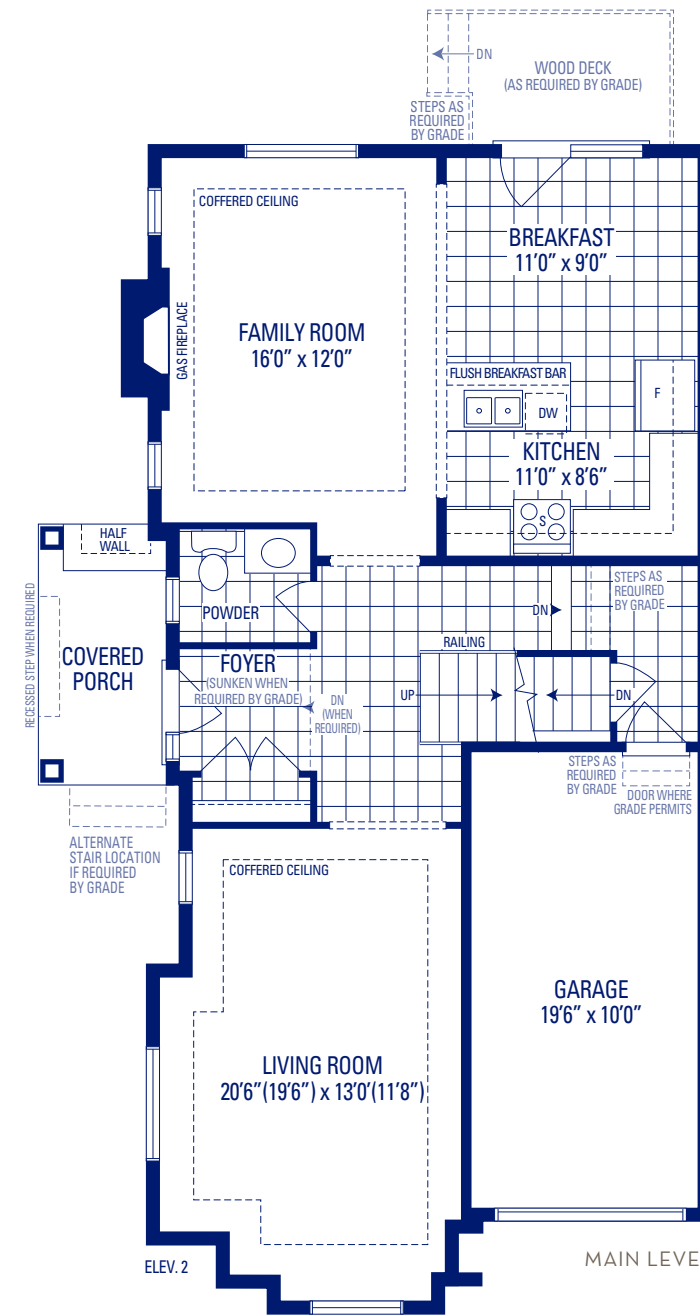 DN
WOOD DECK
(AS REQUIRED BY GRADE)
STEPS AS
REQUIRED
BY GRADE
COFFERED CEILING
BREAKFAST
11'0" x 9'0"
GAS FIREPLACE
FAMILY ROOM
16'0" x 12'0"
FLUSH BREAKFAST BAR
F
DW
KITCHEN
11'0" x 8'6"
S
HALF
WALL
RECESSED STEP WHEN REQUIRED
COVERED
PORCH
POWDER
DN
STEPS AS
REQUIRED
BY GRADE
RAILING
FOYER
(SUNKEN WHEN
REQUIRED BY GRADE)
DN
(WHEN
REQUIRED)
UP
DN
STEPS AS
REQUIRED
BY GRADE
DOOR WHERE
GRADE PERMITS
ALTERNATE
STAIR LOCATION
IF REQUIRED
BY GRADE
COFFERED CEILING
GARAGE
19'6" x 10'0"
LIVING ROOM
20'6"(19'6") x 13'0'(11'8")
ELEV. 2
MAIN LEVE